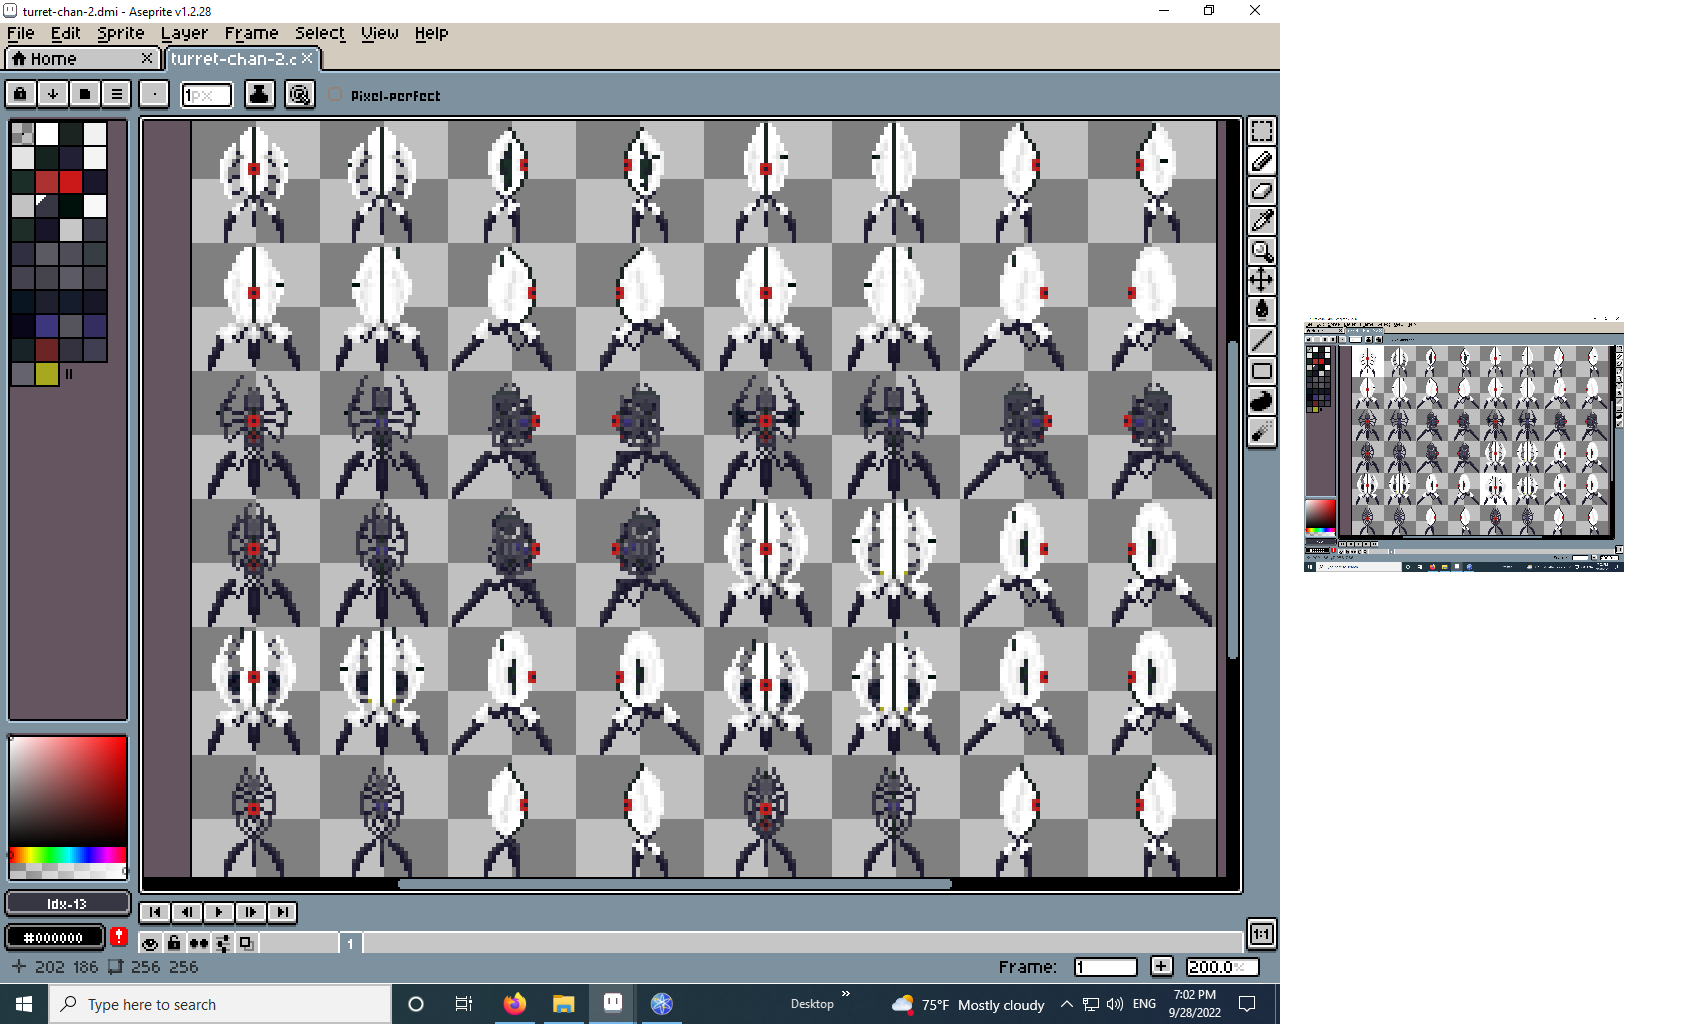 turret-chan-2.dmi - Aseprite v1.2.28
File Edit Sprite Layer Frame Select View Help
Home
turret-chan-2.c
1px
Pixel-perfect
Idx-13
#000000
1
202 186 256 256
Frame: 1
200.0%
1:1
Type here to search
Desktop
75°F Mostly cloudy
ENG
7:02 PM
9/28/2022